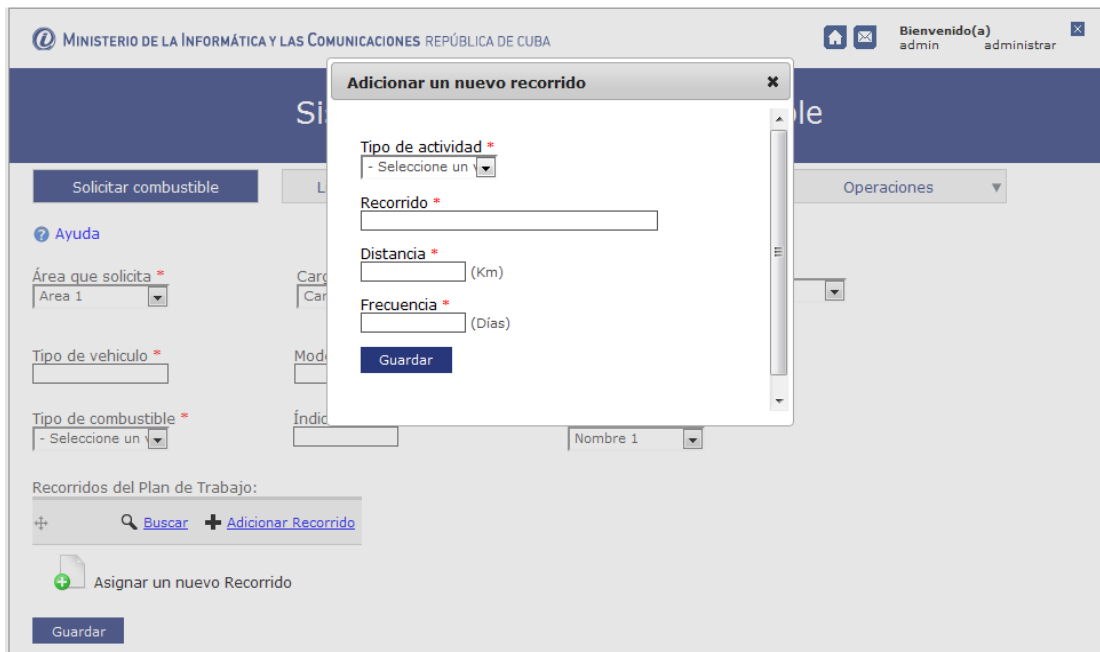 MINISTERIO DE LA INFORMÁTICA Y LAS COMUNICACIONES REPÚBLICA DE CUBA
Bienvenido(a)
admin administrar
Adicionar un nuevo recorrido
Solicitar combustible
Operaciones
Ayuda
Tipo de actividad *
- Seleccione un
Recorrido *
Distancia *
(Km)
Frecuencia *
(Días)
Guardar
Área que solicita *
Area 1
Tipo de vehiculo *
Tipo de combustible *
- Seleccione un
Nombre 1
Recorridos del Plan de Trabajo:
Buscar Adicionar Recorrido
Asignar un nuevo Recorrido
Guardar